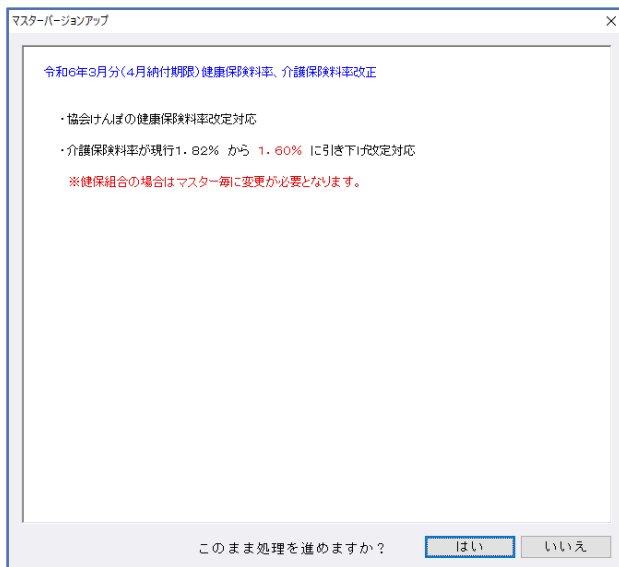 マスターバージョンアップ
令和6年3月分(4月納付期限)健康保険料率、介護保険料率改正
・協会けんぽの健康保険料率改定対応
・介護保険料率が現行1．82% から 1．60% に引き下げ改定対応
※健保組合の場合はマスター毎に変更が必要となります。
このまま処理を進めますか？ はい いいえ